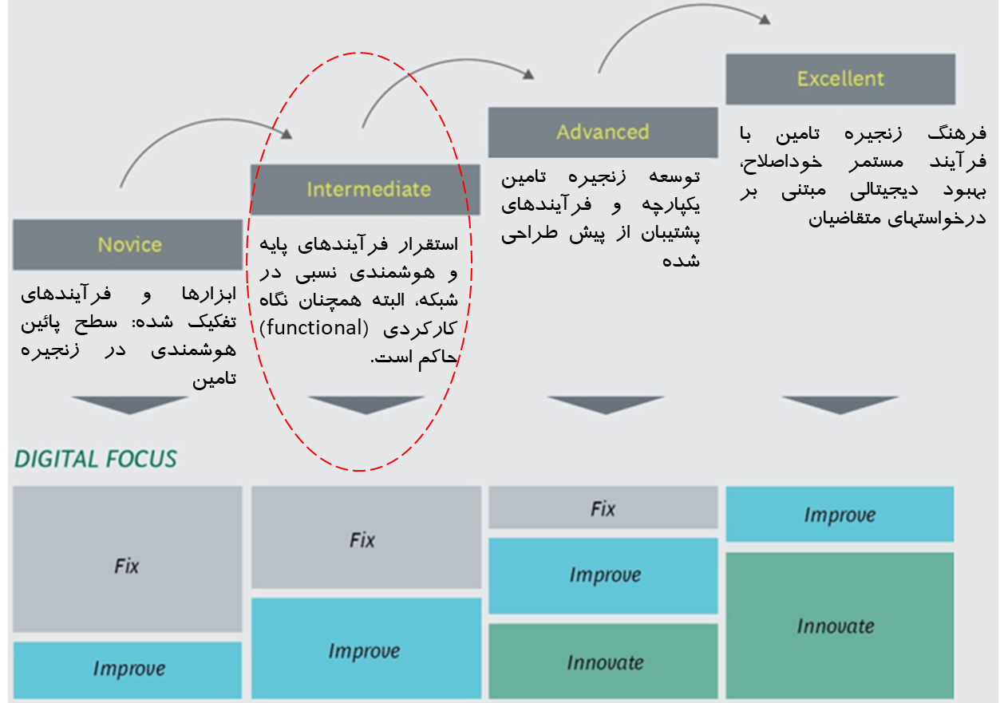 Novice
ابزارها و فرآیندهای
تفکیک شده: سطح پائین
هوشمندی در زنجیره
تامین
Intermediate
استقرار فرآیندهای پایه
و هوشمندی نسبی در
شبکه، البته همچنان نگاه
کارکردی (functional)
حاکم است.
Advanced
توسعه زنجیره تامین
یکپارچه و فرآیندهای
پشتیبان از پیش طراحی
شده
Excellent
فرهنگ زنجیره تامین با
فرآیند مستمر خوداصلاح،
بهبود دیجیتالی مبتنی بر
درخواستهای متقاضیان
DIGITAL FOCUS
Fix
Improve
Fix
Improve
Fix
Improve
Innovate
Improve
Innovate